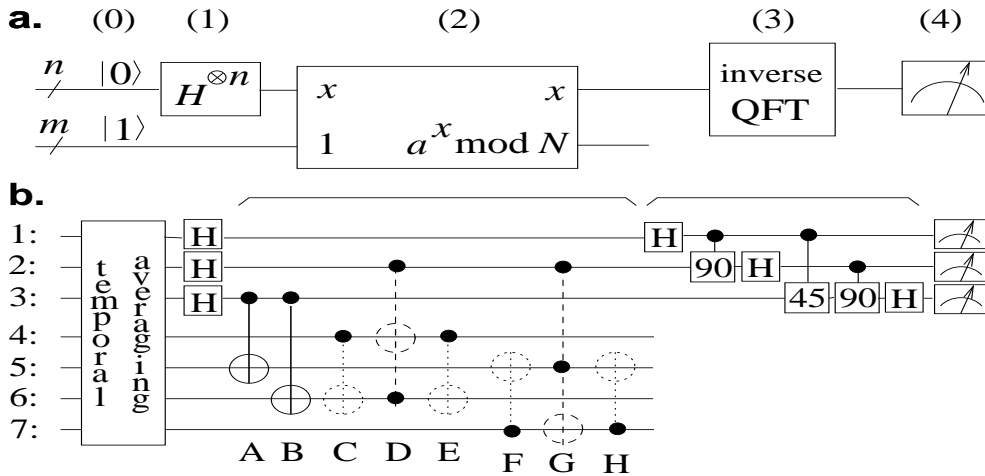 a. (0) (1) (2) (3) (4)
n |0⟩ H⊗n x x inverse
QFT
m |1⟩ 1 a^x mod N
b.
temporal
averaging
1: H H
2: H 90 H
3: H 45 90 H
4:
5:
6:
7:
A B C D E F G H